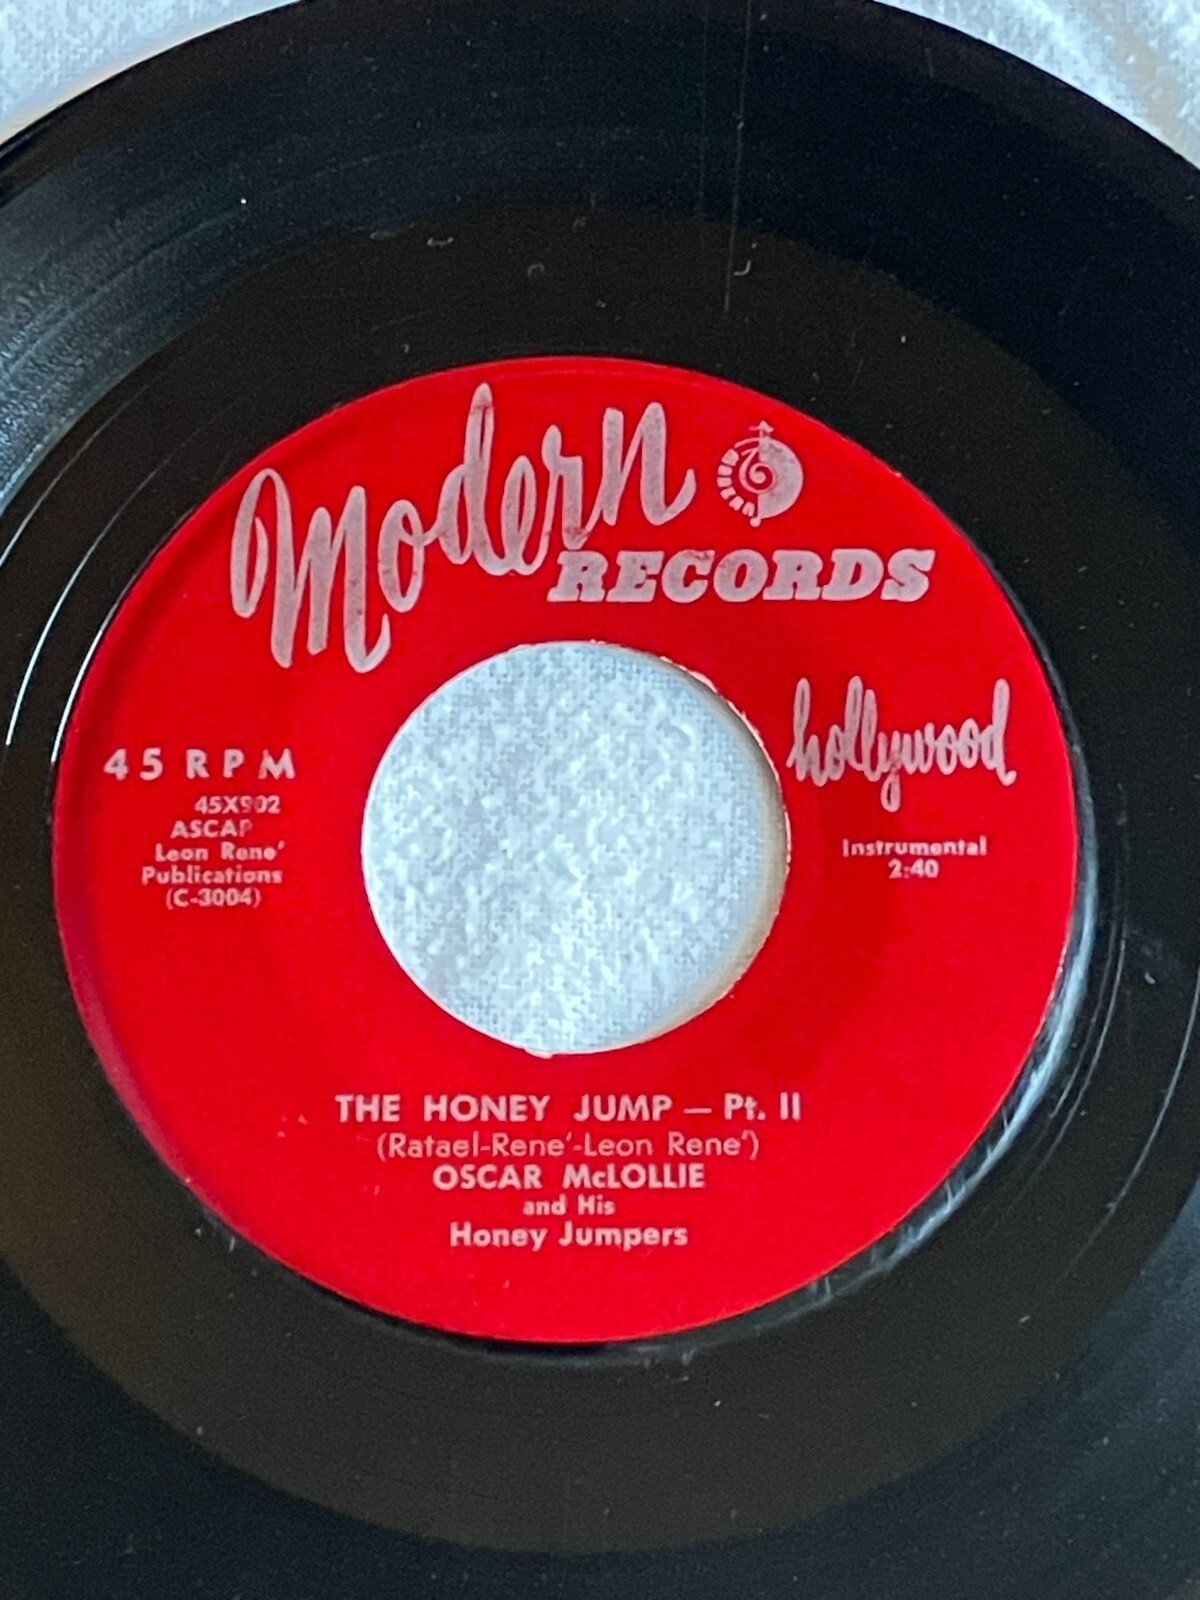 Modern
RECORDS
hollywood
45 RPM
45X902
ASCAP
Leon Rene'
Publications
(C-3004)
Instrumental
2:40
THE HONEY JUMP — Pt. II
(Ratael-Rene'-Leon Rene')
OSCAR McLOLLIE
and His
Honey Jumpers